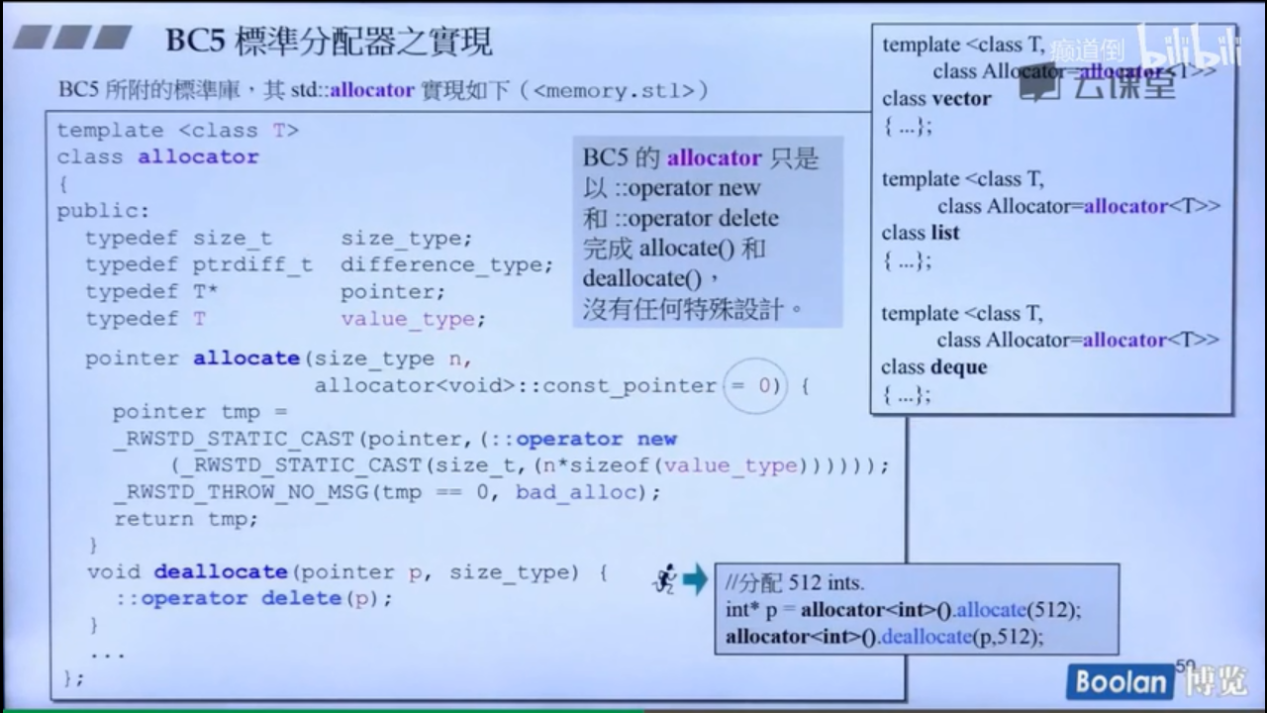 BC5 標準分配器之實現
癫道倒 bilibili
云课堂
BC5 所附的標準庫，其 std::allocator 實現如下（<memory.stl>）
template <class T>
class allocator
{
public:
typedef size_t size_type;
typedef ptrdiff_t difference_type;
typedef T* pointer;
typedef T value_type;
pointer allocate(size_type n,
allocator<void>::const_pointer = 0) {
pointer tmp =
_RWSTD_STATIC_CAST(pointer,(::operator new
(_RWSTD_STATIC_CAST(size_t,(n*sizeof(value_type))))));
_RWSTD_THROW_NO_MSG(tmp == 0, bad_alloc);
return tmp;
}
void deallocate(pointer p, size_type) {
::operator delete(p);
}
...
};
BC5 的 allocator 只是
以 ::operator new
和 ::operator delete
完成 allocate() 和
deallocate()，
沒有任何特殊設計。
template <class T,
class Allocator=allocator<T>>
class vector
{ ...};
template <class T,
class Allocator=allocator<T>>
class list
{ ...};
template <class T,
class Allocator=allocator<T>>
class deque
{ ...};
//分配 512 ints.
int* p = allocator<int>().allocate(512);
allocator<int>().deallocate(p,512);
59
Boolan 博览